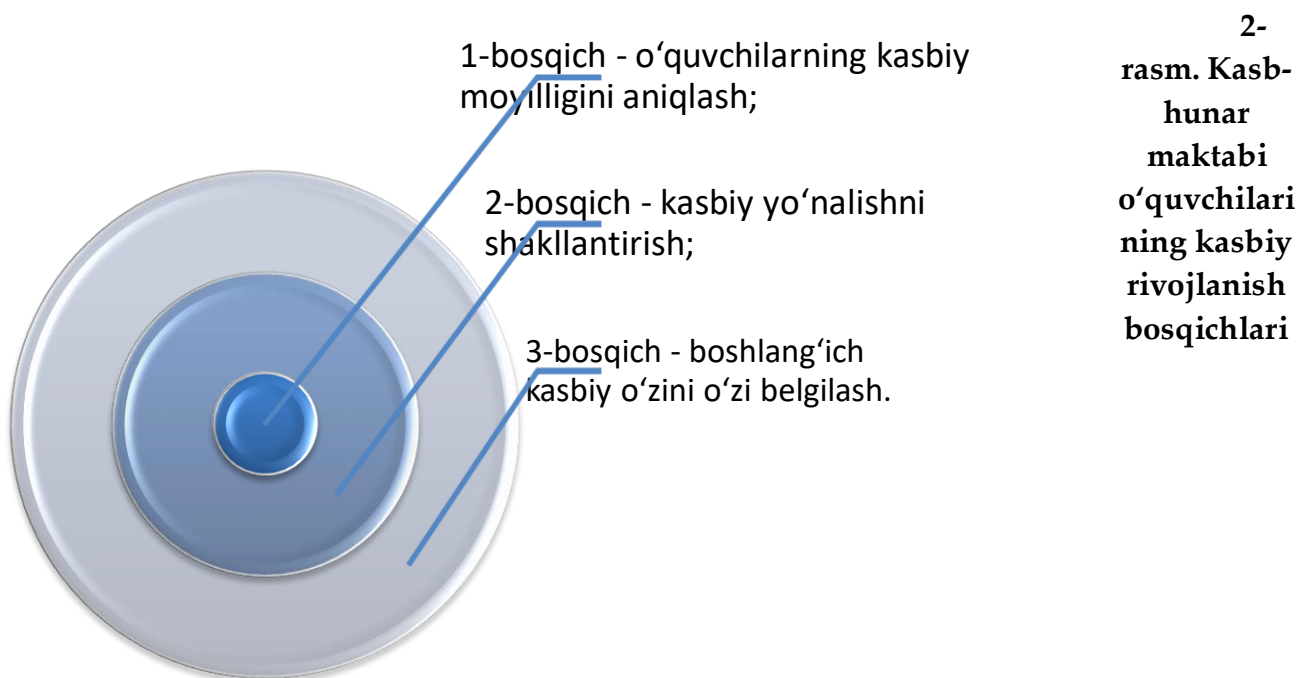 1-bosqich - o‘quvchilarning kasbiy
moyilligini aniqlash;
2-bosqich - kasbiy yo‘nalishni
shakllantirish;
3-bosqich - boshlang‘ich
kasbiy o‘zini o‘zi belgilash.
2-
rasm. Kasb-
hunar
maktabi
o‘quvchilari
ning kasbiy
rivojlanish
bosqichlari